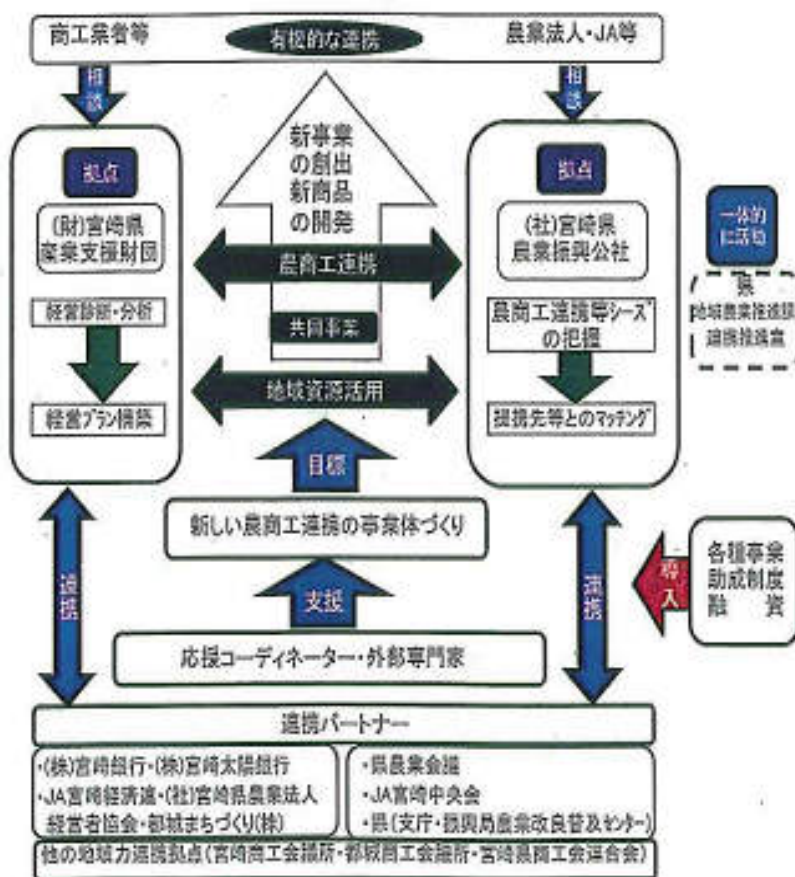 商工業者等
有機的な連携
農業法人・JA等
相談
相談
新事業
の創出
新商品
の開発
拠点
(財)宮崎県
産業支援財団
経営診断・分析
経営プラン構築
農商工連携
共同事業
地域資源活用
拠点
(社)宮崎県
農業振興公社
農商工連携等シーズ
の把握
提携先等とのマッチング
一体的
に活動
県
地域農業推進課
連携推進室
目標
新しい農商工連携の事業体づくり
支援
応援コーディネーター・外部専門家
連携
連携
導入
各種事業
助成制度
融資
連携パートナー
・(株)宮崎銀行・(株)宮崎太陽銀行
・JA宮崎経済連・(社)宮崎県農業法人
経営者協会・都城まちづくり(株)
・県農業会議
・JA宮崎中央会
・県(支庁・振興局農業改良普及センター)
他の地域力連携拠点(宮崎商工会議所・都城商工会議所・宮崎県商工会連合会)